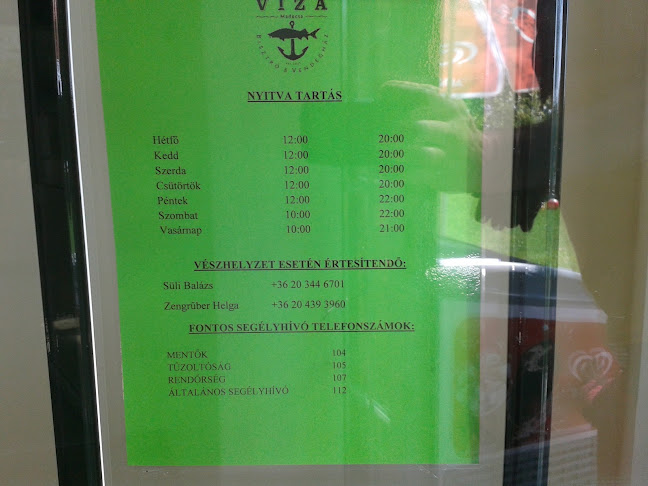 VIZA
BISZTRÓ & VENDÉGHÁZ
NYITVA TARTÁS
Hétfő 12:00 20:00
Kedd 12:00 20:00
Szerda 12:00 20:00
Csütörtök 12:00 20:00
Péntek 12:00 22:00
Szombat 10:00 22:00
Vasárnap 10:00 21:00
VÉSZHELYZET ESETÉN ÉRTESÍTENDŐ:
Süli Balázs +36 20 344 6701
Zengrüber Helga +36 20 439 3960
FONTOS SEGÉLYHÍVÓ TELEFONSZÁMOK:
MENTŐK 104
TŰZOLTÓSÁG 105
RENDŐRSÉG 107
ÁLTALÁNOS SEGÉLYHÍVÓ 112